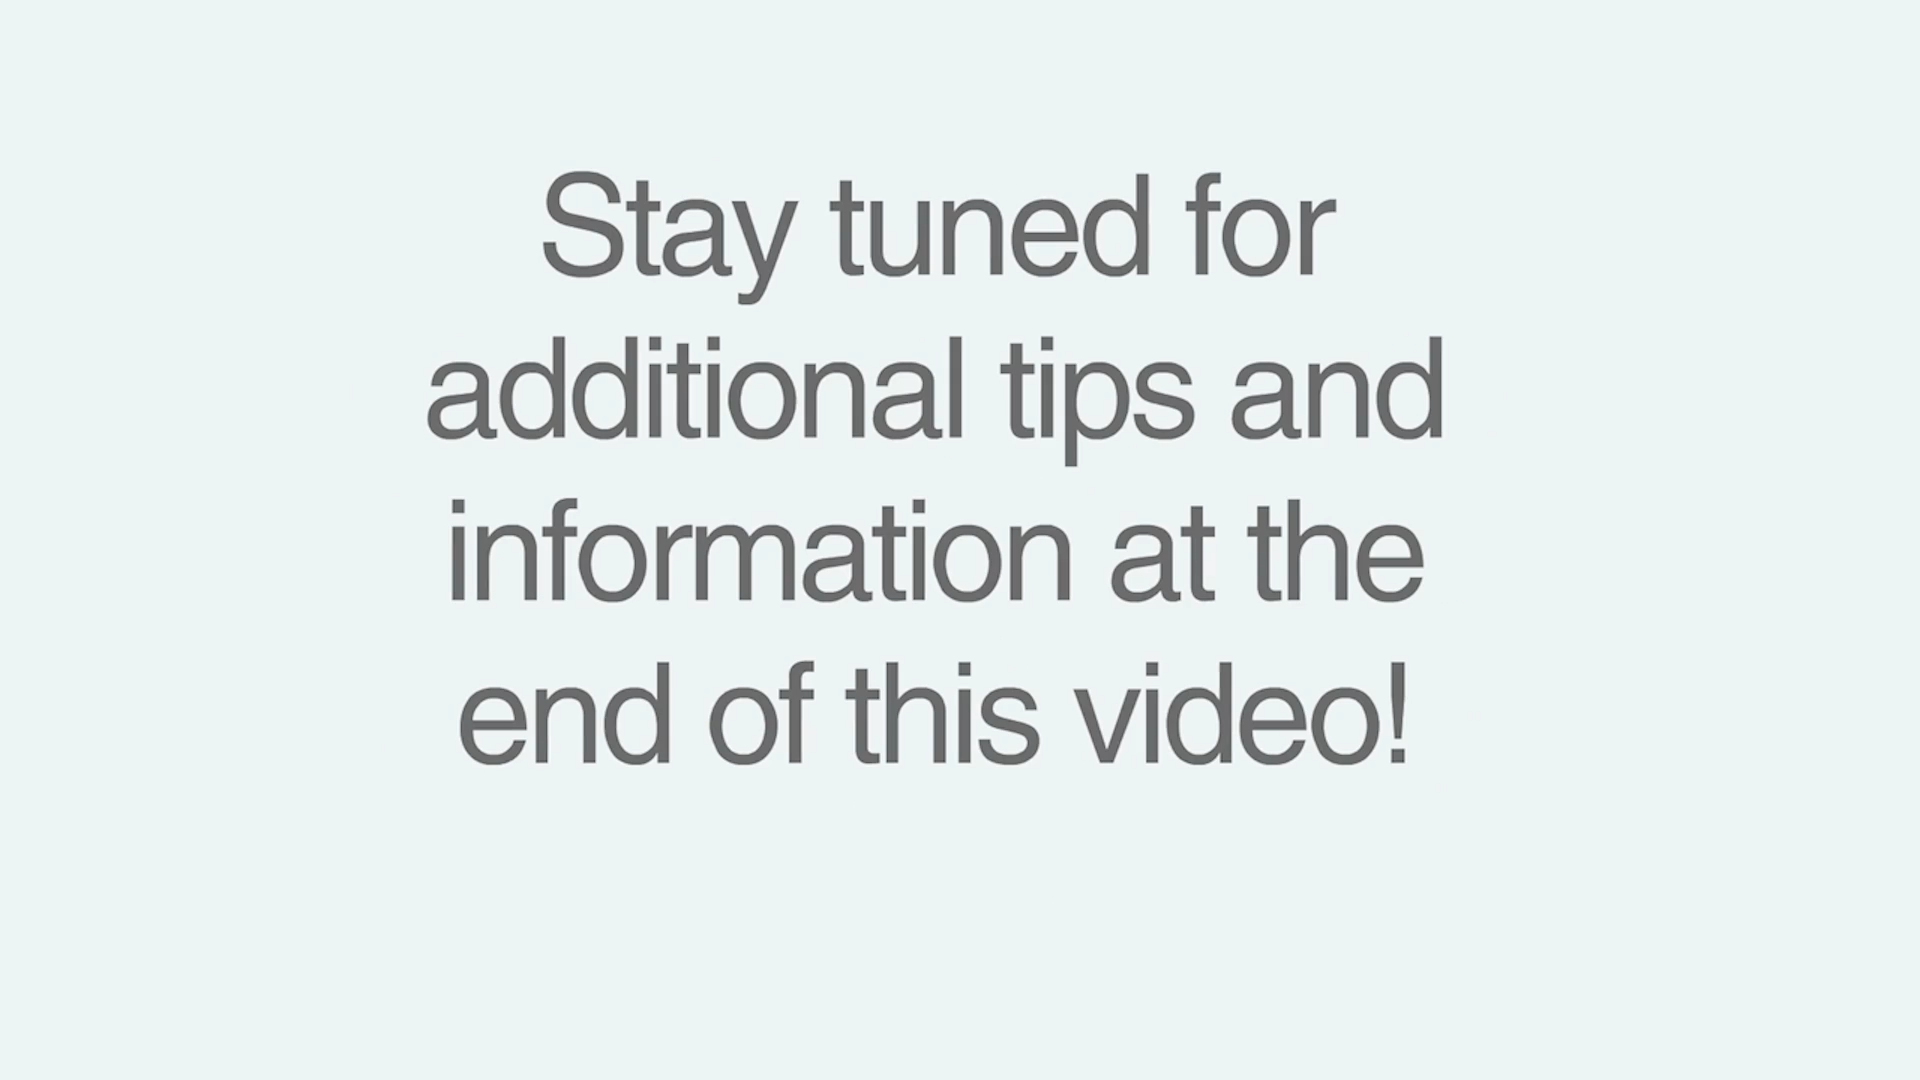 Stay tuned for
additional tips and
information at the
end of this video!